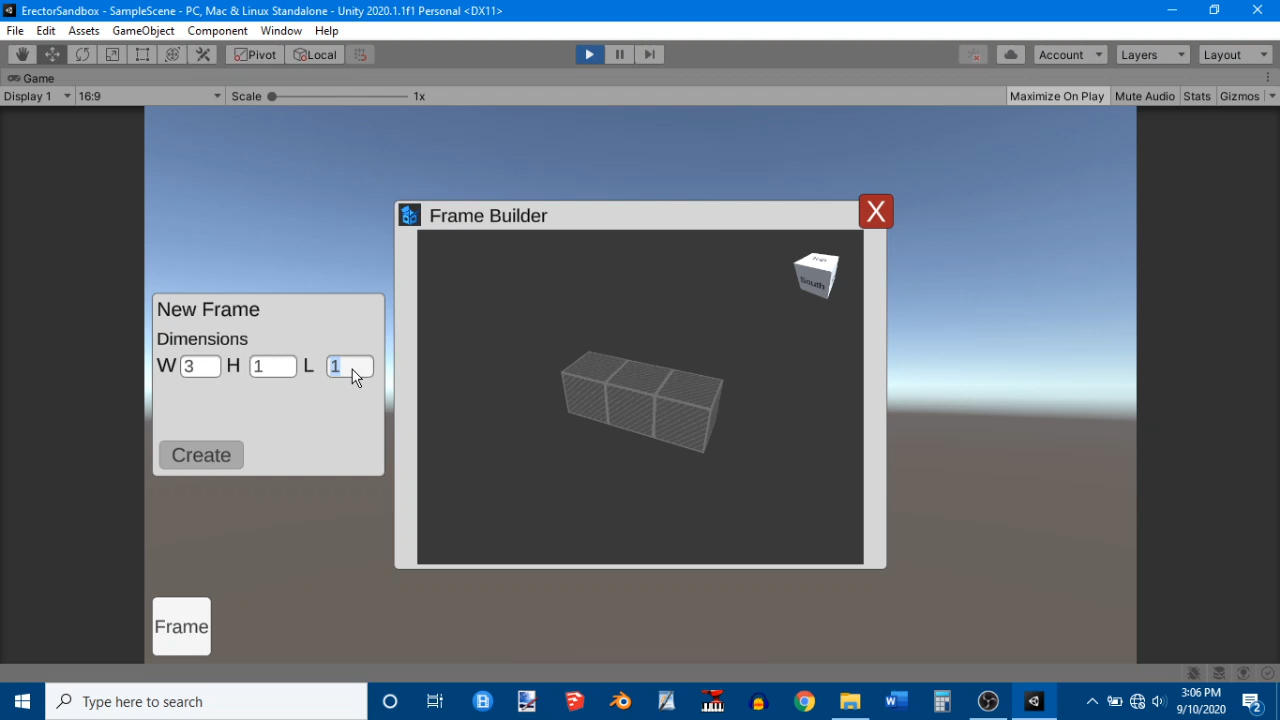 ErectorSandbox - SampleScene - PC, Mac & Linux Standalone - Unity 2020.1.1f1 Personal <DX11>
File Edit Assets GameObject Component Window Help
Pivot Local Account Layers Layout
Game
Display 1 16:9 Scale 1x Maximize On Play Mute Audio Stats Gizmos
Frame Builder
X
South
New Frame
Dimensions
W 3 H 1 L 1
Create
Frame
Type here to search
3:06 PM
9/10/2020
2